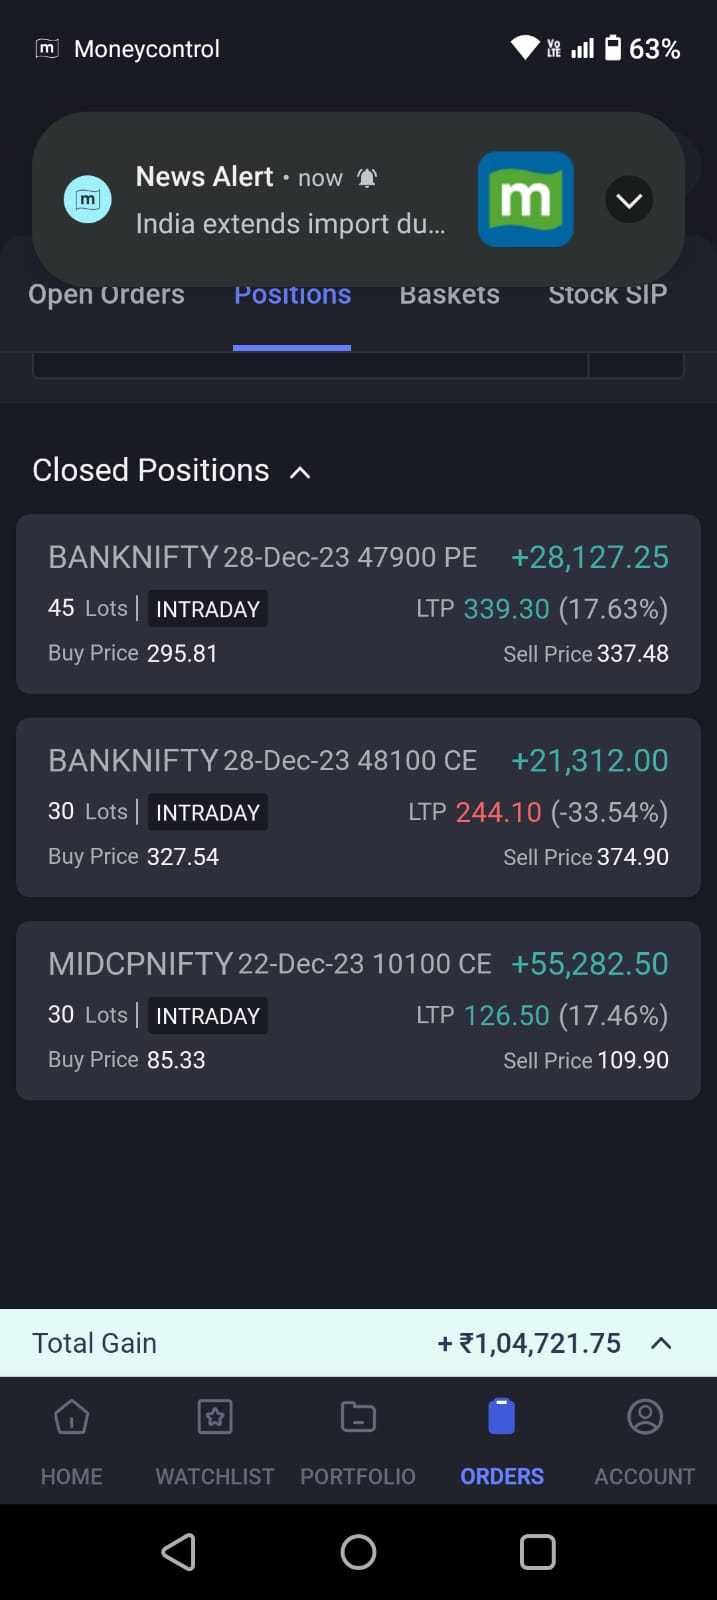 m Moneycontrol VoLTE 63%
m News Alert • now
India extends import du...
m
Open Orders Positions Baskets Stock SIP
Closed Positions
BANKNIFTY 28-Dec-23 47900 PE +28,127.25
45 Lots | INTRADAY LTP 339.30 (17.63%)
Buy Price 295.81 Sell Price 337.48
BANKNIFTY 28-Dec-23 48100 CE +21,312.00
30 Lots | INTRADAY LTP 244.10 (-33.54%)
Buy Price 327.54 Sell Price 374.90
MIDCPNIFTY 22-Dec-23 10100 CE +55,282.50
30 Lots | INTRADAY LTP 126.50 (17.46%)
Buy Price 85.33 Sell Price 109.90
Total Gain + ₹1,04,721.75
HOME WATCHLIST PORTFOLIO ORDERS ACCOUNT